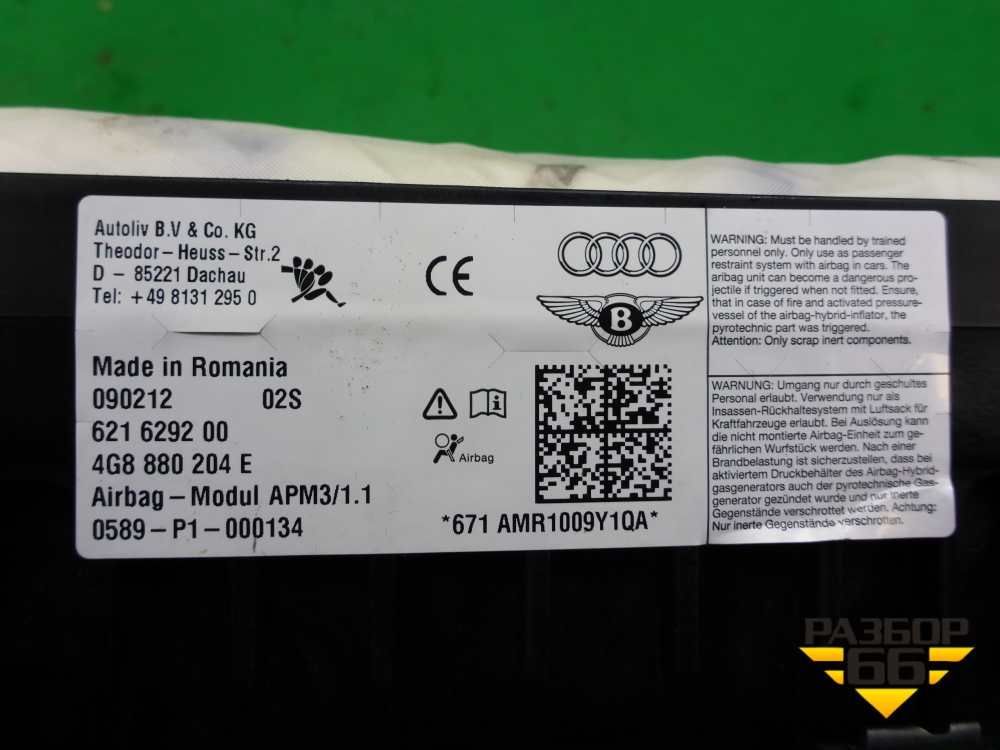 Autoliv B.V & Co. KG
Theodor-Heuss-Str.2
D - 85221 Dachau
Tel: +49 8131 295 0
CE
B
Made in Romania
090212 02S
621 6292 00
4G8 880 204 E
Airbag-Modul APM3/1.1
0589-P1-000134
Airbag
*671 AMR1009Y1QA*
WARNING: Must be handled by trained
personnel only. Only use as passenger
restraint system with airbag in cars. The
aribag unit can become a dangerous pro-
jectile if triggered when not fitted. Ensure,
that in case of fire and activated pressure-
vessel of the airbag-hybrid-inflator, the
pyrotechnic part was triggered.
Attention: Only scrap inert components.
WARNUNG: Umgang nur durch geschultes
Personal erlaubt. Verwendung nur als
Insassen-Rückhaltesystem mit Luftsack für
Kraftfahrzeuge erlaubt. Bei Auslösung kann
die nicht montierte Airbag-Einheit zum ge-
fährlichen Wurfstück werden. Nach einer
Brandbelastung ist sicherzustellen, dass bei
aktiviertem Druckbehälter des Airbag-Hybrid-
gasgenerators auch der pyrotechnische Gas-
generator gezündet wurde und nur inerte
Gegenstände verschrottet werden. Achtung:
Nur inerte Gegenstände verschrotten.
РАЗБОР
66